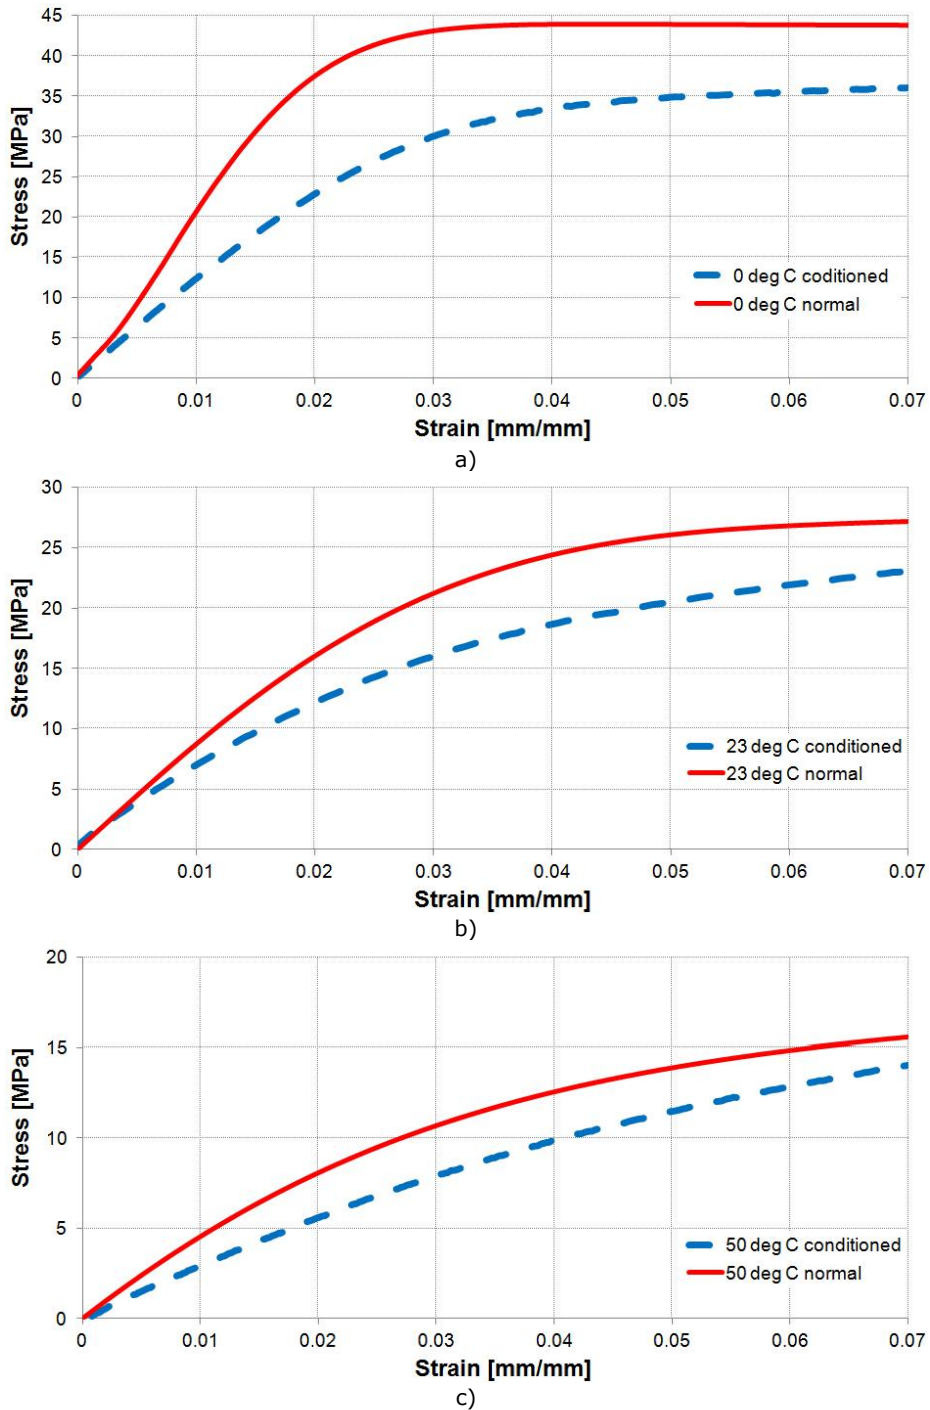 45
40
35
30
25
20
15
10
5
0
Stress [MPa]
0 deg C coditioned
0 deg C normal
0 0.01 0.02 0.03 0.04 0.05 0.06 0.07
Strain [mm/mm]
a)
30
25
20
15
10
5
0
Stress [MPa]
23 deg C conditioned
23 deg C normal
0 0.01 0.02 0.03 0.04 0.05 0.06 0.07
Strain [mm/mm]
b)
20
15
10
5
0
Stress [MPa]
50 deg C conditioned
50 deg C normal
0 0.01 0.02 0.03 0.04 0.05 0.06 0.07
Strain [mm/mm]
c)